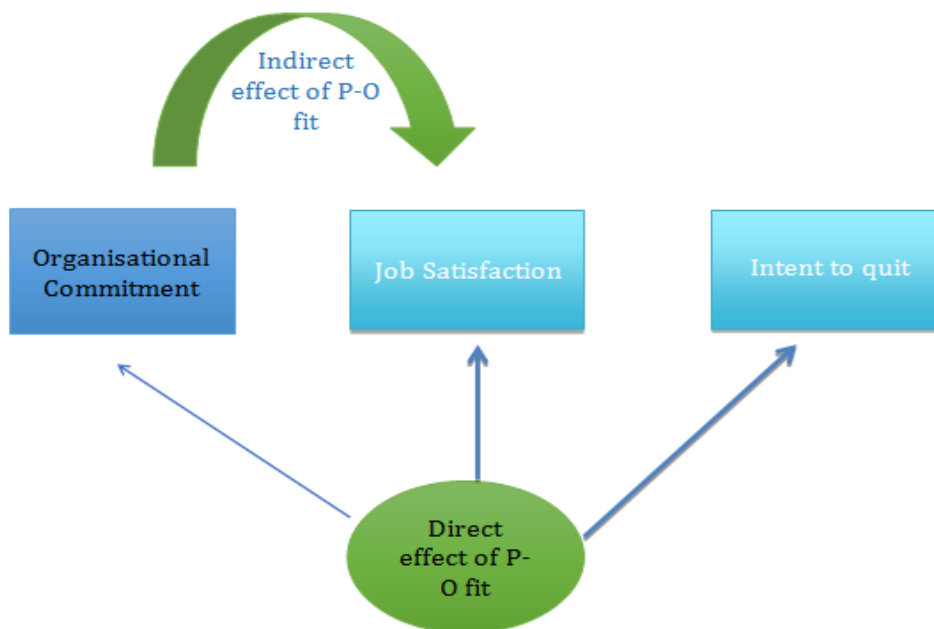 Indirect
effect of P-O
fit
Organisational
Commitment
Job Satisfaction
Intent to quit
Direct
effect of P-
O fit